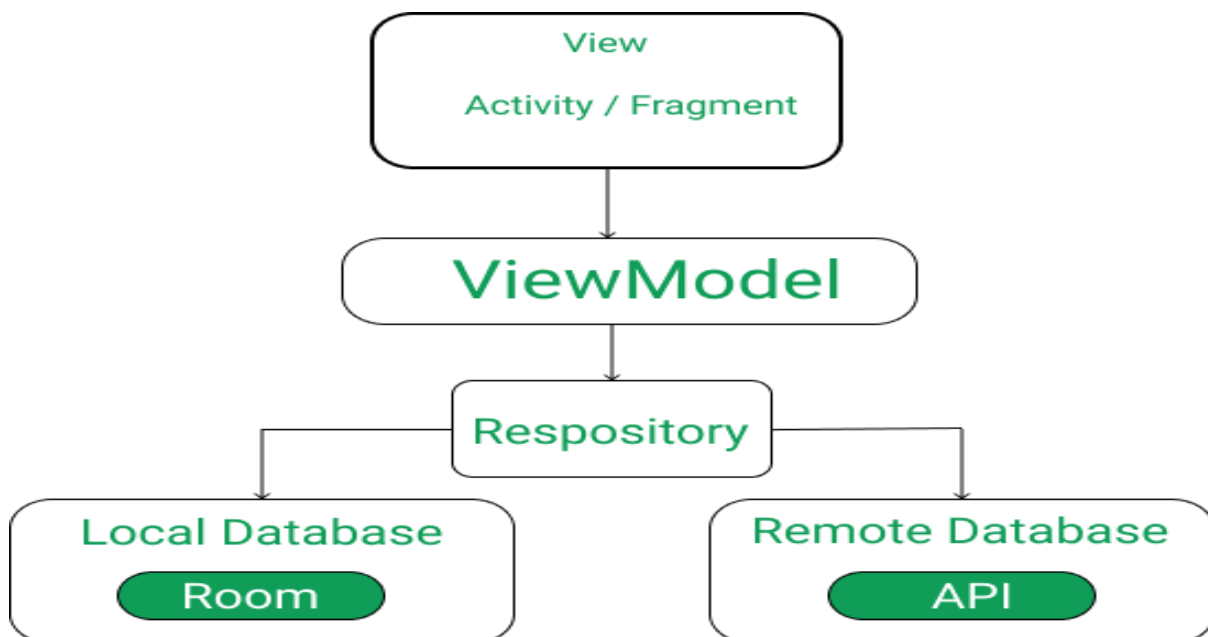 View
Activity / Fragment
ViewModel
Respository
Local Database
Remote Database
Room
API